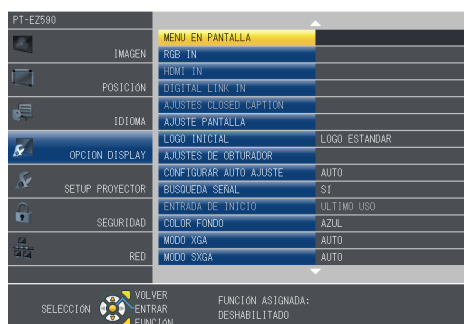 PT-EZ590
IMAGEN
POSICIÓN
IDIOMA
OPCION DISPLAY
SETUP PROYECTOR
SEGURIDAD
RED
MENU EN PANTALLA
RGB IN
HDMI IN
DIGITAL LINK IN
AJUSTES CLOSED CAPTION
AJUSTE PANTALLA
LOGO INICIAL LOGO ESTANDAR
AJUSTES DE OBTURADOR
CONFIGURAR AUTO AJUSTE AUTO
BUSQUEDA SEÑAL SÍ
ENTRADA DE INICIO ULTIMO USO
COLOR FONDO AZUL
MODO XGA AUTO
MODO SXGA AUTO
SELECCIÓN
VOLVER
ENTRAR
FUNCIÓN
FUNCIÓN ASIGNADA:
DESHABILITADO